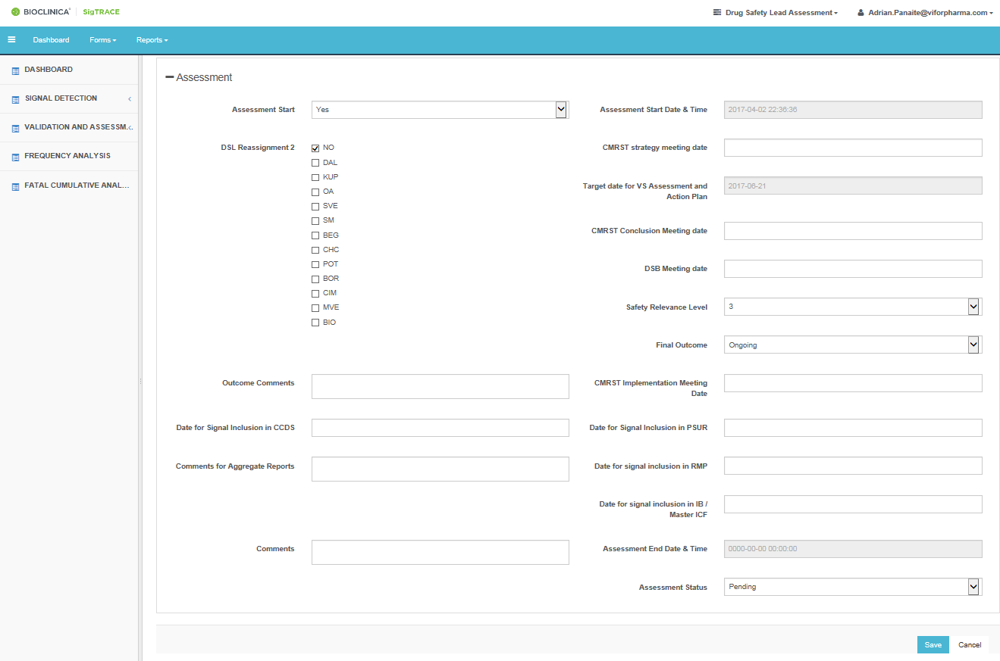 BIOCLINICA® SigTRACE
Drug Safety Lead Assessment
Adrian.Panaite@viforpharma.com
Dashboard Forms Reports
DASHBOARD
SIGNAL DETECTION
VALIDATION AND ASSESSM...
FREQUENCY ANALYSIS
FATAL CUMULATIVE ANAL...
Assessment
Assessment Start Yes
Assessment Start Date & Time 2017-04-02 22:36:36
DSL Reassignment 2
NO
DAL
KUP
OA
SVE
SM
BEG
CHC
POT
BOR
CIM
MVE
BIO
CMRST strategy meeting date
Target date for VS Assessment and
Action Plan
2017-06-21
CMRST Conclusion Meeting date
DSB Meeting date
Safety Relevance Level 3
Final Outcome Ongoing
Outcome Comments
CMRST Implementation Meeting
Date
Date for Signal Inclusion in CCDS
Date for Signal Inclusion in PSUR
Comments for Aggregate Reports
Date for signal inclusion in RMP
Date for signal inclusion in IB /
Master ICF
Comments
Assessment End Date & Time 0000-00-00 00:00:00
Assessment Status Pending
Save Cancel